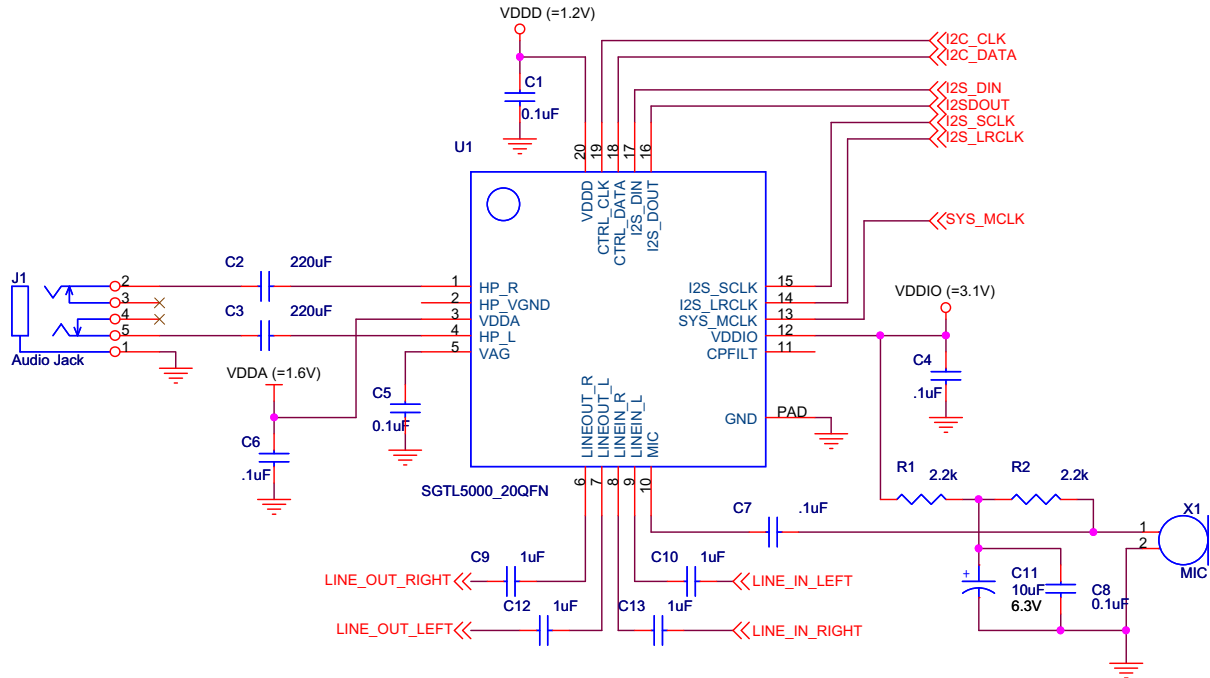 VDDD (=1.2V)
I2C_CLK
I2C_DATA
C1
0.1uF
I2S_DIN
I2SDOUT
I2S_SCLK
I2S_LRCLK
U1
20
19
18
17
16
VDDD
CTRL_CLK
CTRL_DATA
I2S_DIN
I2S_DOUT
SYS_MCLK
J1
2
3
4
5
1
Audio Jack
C2
220uF
C3
220uF
1
2
3
4
5
HP_R
HP_VGND
VDDA
HP_L
VAG
I2S_SCLK
I2S_LRCLK
SYS_MCLK
VDDIO
CPFILT
15
14
13
12
11
VDDIO (=3.1V)
C4
.1uF
VDDA (=1.6V)
C5
0.1uF
C6
.1uF
GND
PAD
LINEOUT_R
LINEOUT_L
LINEIN_R
LINEIN_L
MIC
6
7
8
9
10
SGTL5000_20QFN
R1
2.2k
R2
2.2k
C7
.1uF
X1
1
2
MIC
C9
1uF
LINE_OUT_RIGHT
C10
1uF
LINE_IN_LEFT
C12
1uF
LINE_OUT_LEFT
C13
1uF
LINE_IN_RIGHT
+
C11
10uF
6.3V
C8
0.1uF